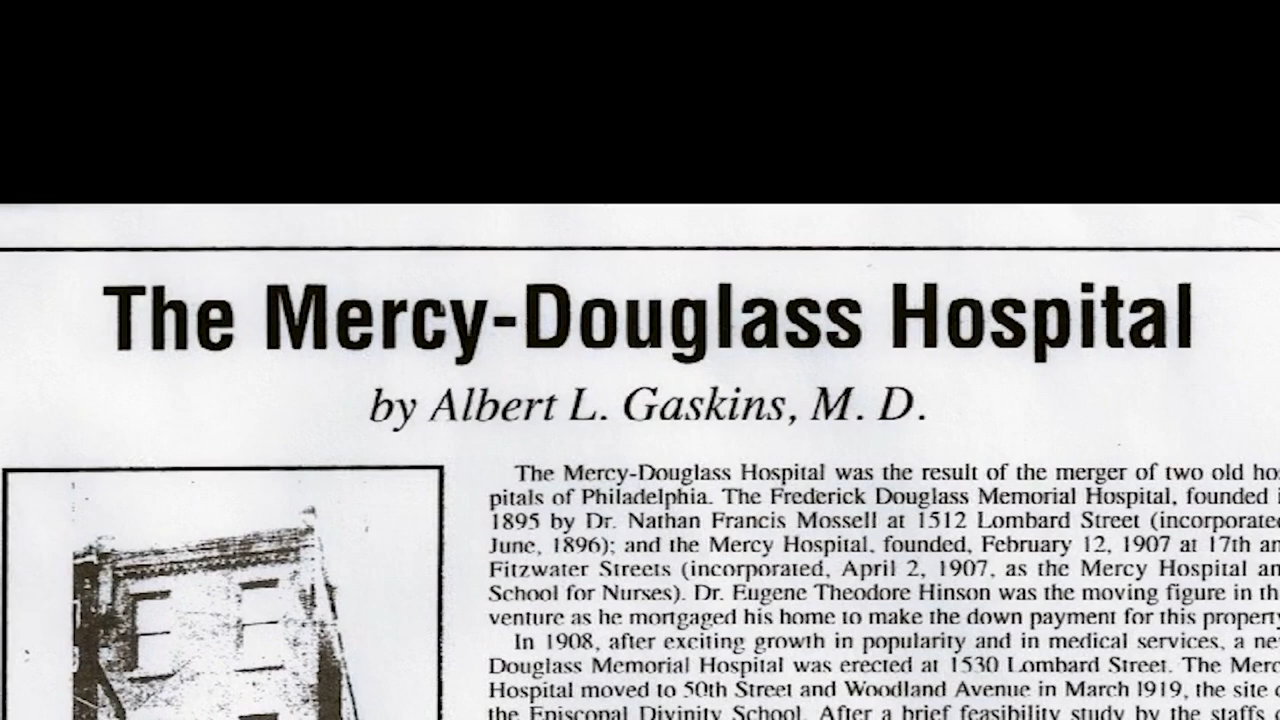 The Mercy-Douglass Hospital
by Albert L. Gaskins, M. D.
The Mercy-Douglass Hospital was the result of the merger of two old hos
pitals of Philadelphia. The Frederick Douglass Memorial Hospital, founded i
1895 by Dr. Nathan Francis Mossell at 1512 Lombard Street (incorporated
June, 1896); and the Mercy Hospital, founded, February 12, 1907 at 17th an
Fitzwater Streets (incorporated, April 2, 1907, as the Mercy Hospital an
School for Nurses). Dr. Eugene Theodore Hinson was the moving figure in th
venture as he mortgaged his home to make the down payment for this property
In 1908, after exciting growth in popularity and in medical services, a ne
Douglass Memorial Hospital was erected at 1530 Lombard Street. The Merc
Hospital moved to 50th Street and Woodland Avenue in March 1919, the site o
the Episcopal Divinity School. After a brief feasibility study by the staffs o